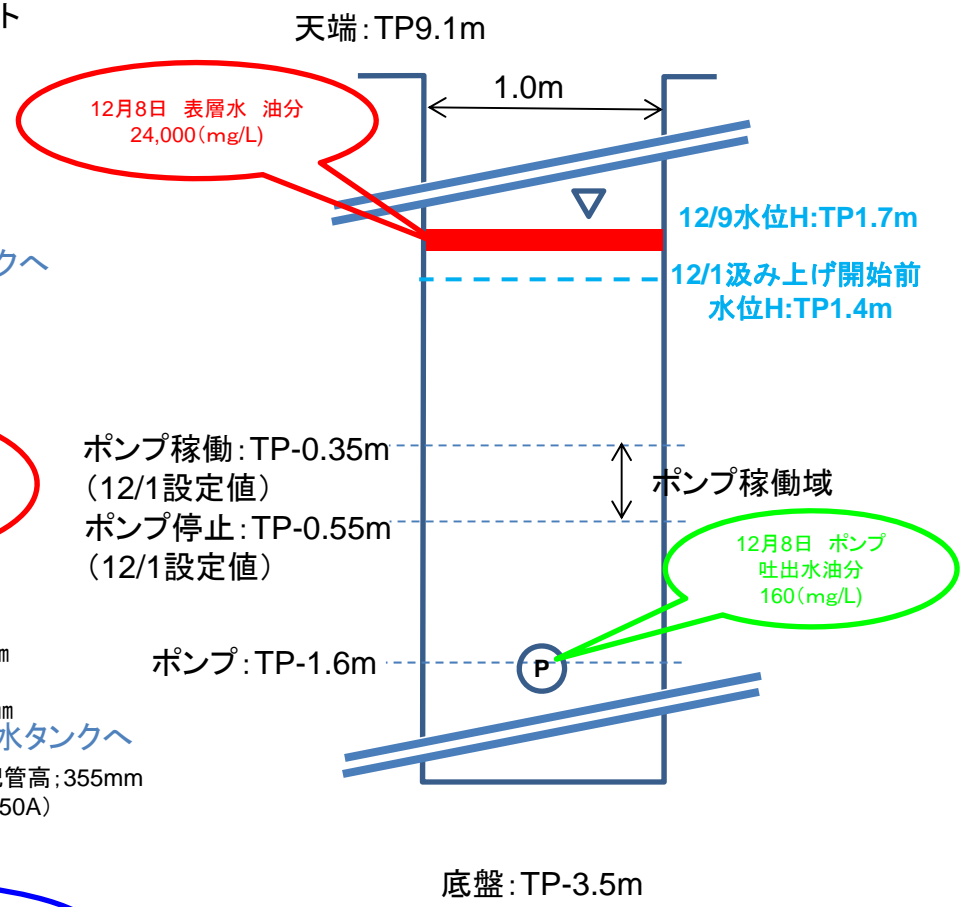 ト
天端:TP9.1m
1.0m
12月8日 表層水 油分
24,000(mg/L)
12/9水位H:TP1.7m
クへ
12/1汲み上げ開始前
水位H:TP1.4m
ポンプ稼働:TP-0.35m
(12/1設定値)
ポンプ稼働域
ポンプ停止:TP-0.55m
(12/1設定値)
12月8日 ポンプ
吐出水油分
160(mg/L)
ポンプ:TP-1.6m
P
m
水タンクへ
管高;355mm
50A)
底盤:TP-3.5m